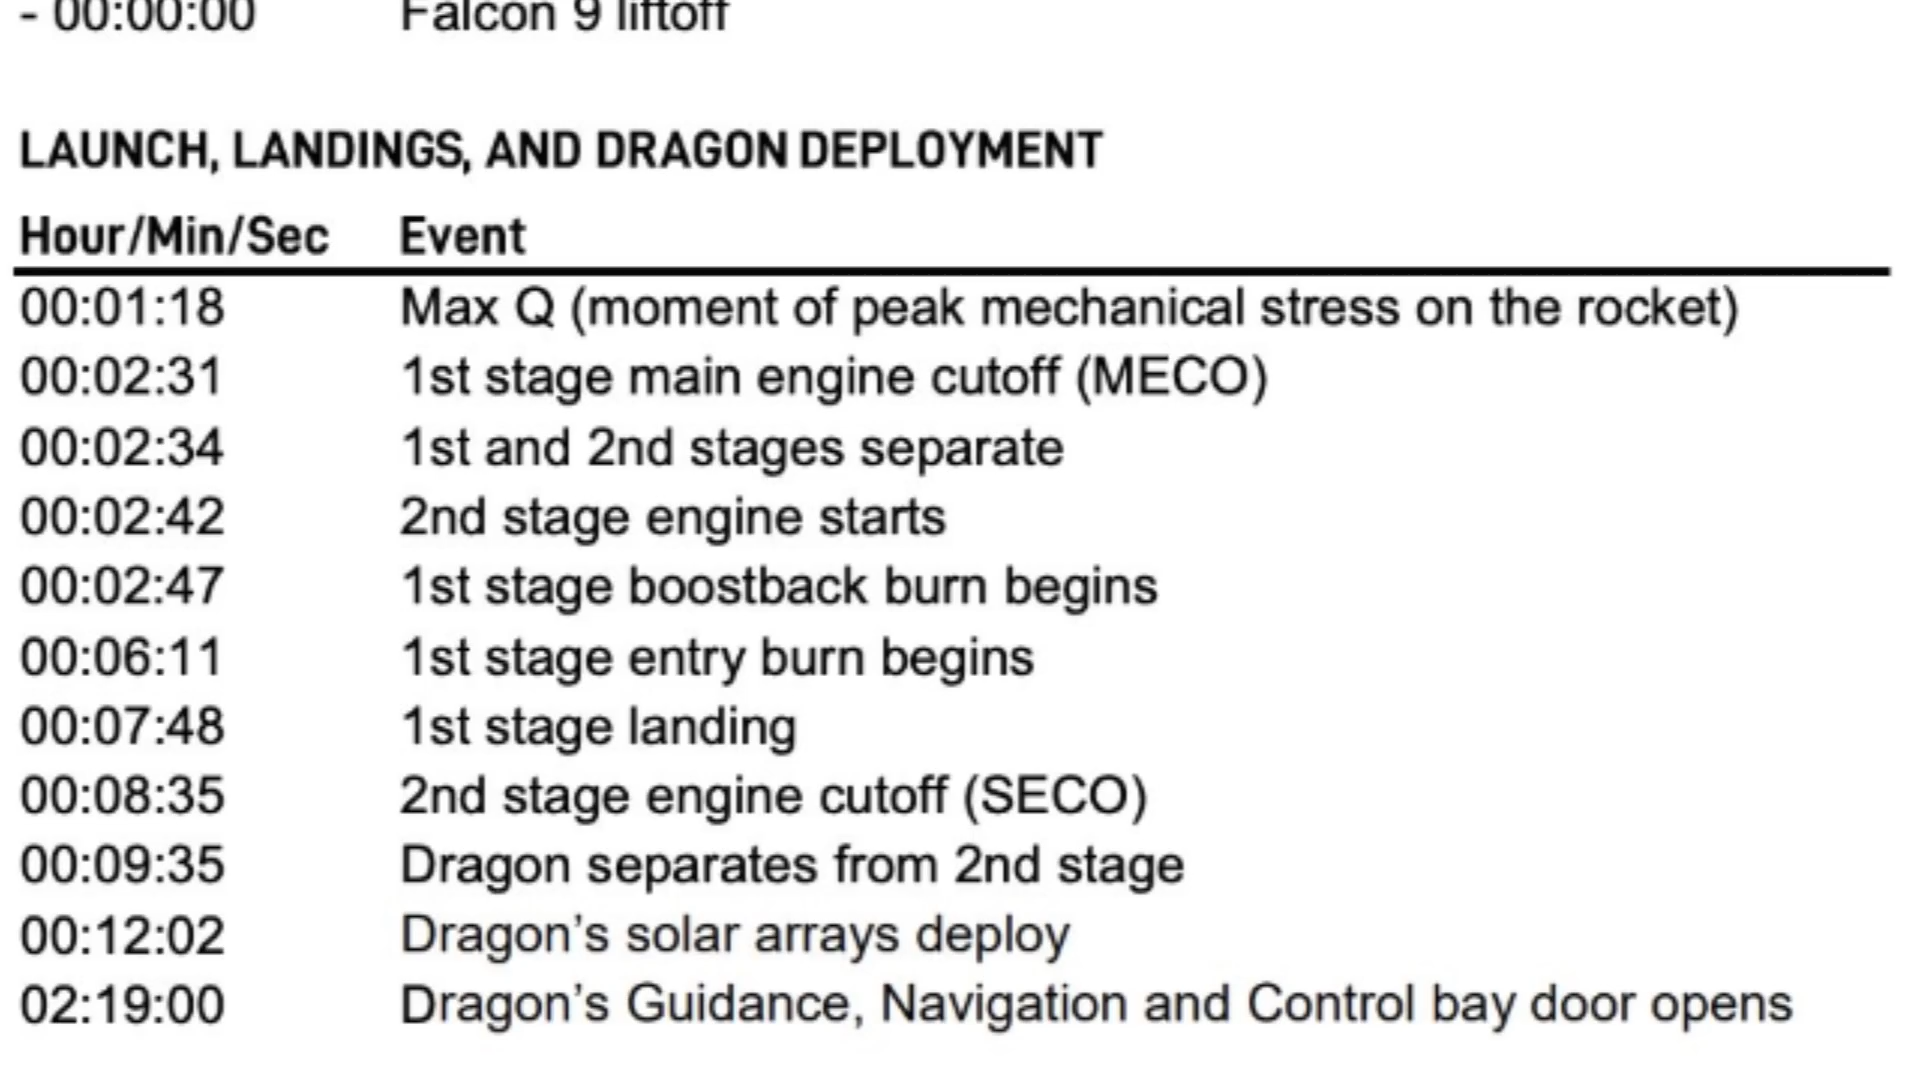 - 00:00:00 Falcon 9 liftoff
LAUNCH, LANDINGS, AND DRAGON DEPLOYMENT
Hour/Min/Sec Event
00:01:18 Max Q (moment of peak mechanical stress on the rocket)
00:02:31 1st stage main engine cutoff (MECO)
00:02:34 1st and 2nd stages separate
00:02:42 2nd stage engine starts
00:02:47 1st stage boostback burn begins
00:06:11 1st stage entry burn begins
00:07:48 1st stage landing
00:08:35 2nd stage engine cutoff (SECO)
00:09:35 Dragon separates from 2nd stage
00:12:02 Dragon’s solar arrays deploy
02:19:00 Dragon’s Guidance, Navigation and Control bay door opens